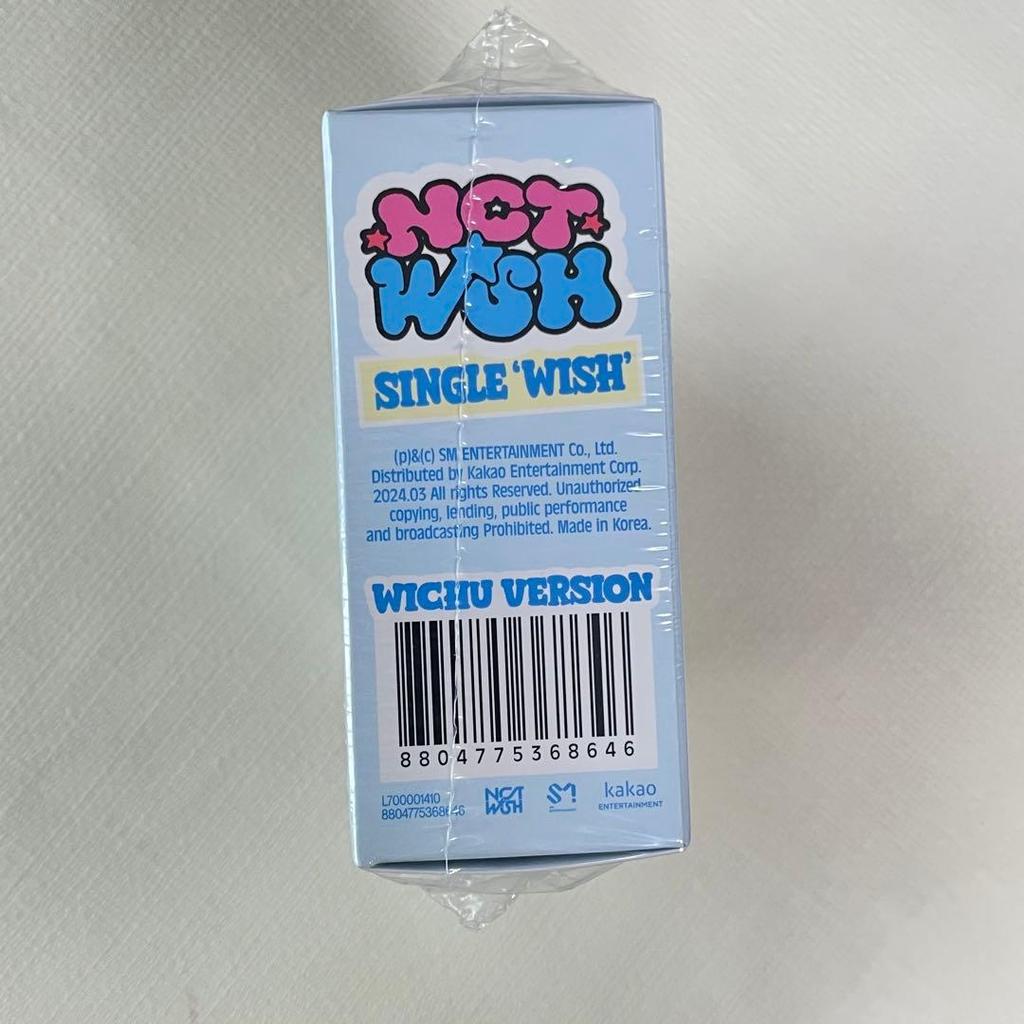 NCT
WISH
SINGLE ‘WISH’
(p)&(c) SM ENTERTAINMENT Co., Ltd.
Distributed by Kakao Entertainment Corp.
2024.03 All rights Reserved. Unauthorized
copying, lending, public performance
and broadcasting Prohibited. Made in Korea.
WICHU VERSION
8804775368646
L700001410
8804775368646
NCT
WISH
SM
kakao
ENTERTAINMENT